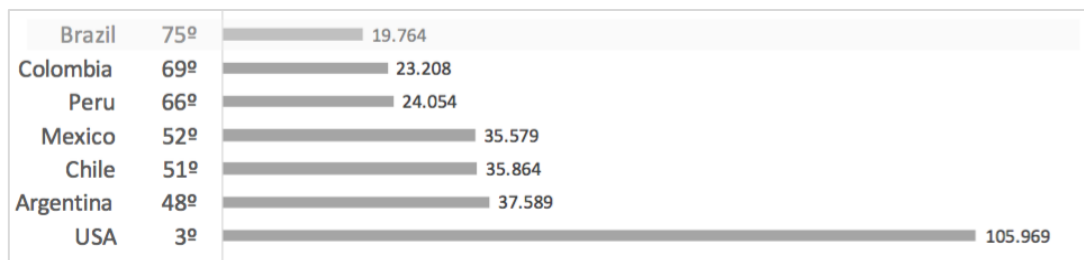 Brazil 75º 19.764
Colombia 69º 23.208
Peru 66º 24.054
Mexico 52º 35.579
Chile 51º 35.864
Argentina 48º 37.589
USA 3º 105.969